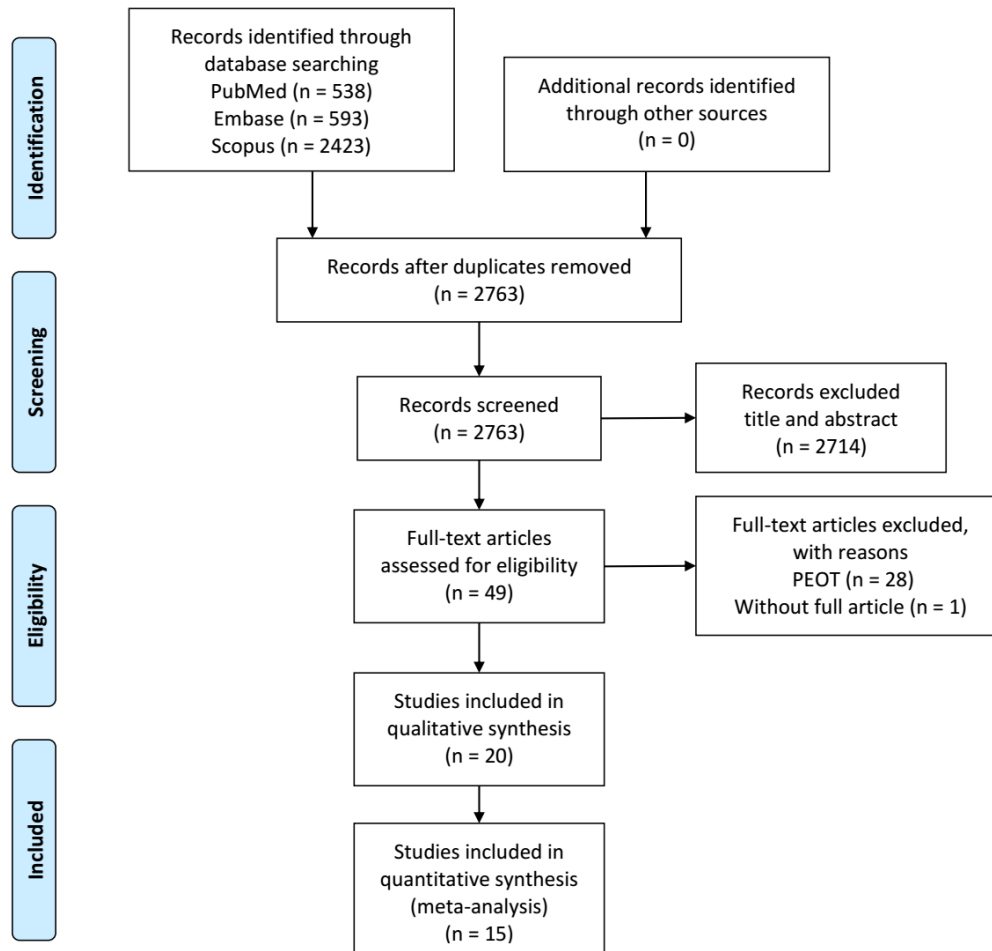 Identification
Records identified through
database searching
PubMed (n = 538)
Embase (n = 593)
Scopus (n = 2423)
Additional records identified
through other sources
(n = 0)
Records after duplicates removed
(n = 2763)
Screening
Records screened
(n = 2763)
Records excluded
title and abstract
(n = 2714)
Eligibility
Full-text articles
assessed for eligibility
(n = 49)
Full-text articles excluded,
with reasons
PEOT (n = 28)
Without full article (n = 1)
Studies included in
qualitative synthesis
(n = 20)
Included
Studies included in
quantitative synthesis
(meta-analysis)
(n = 15)